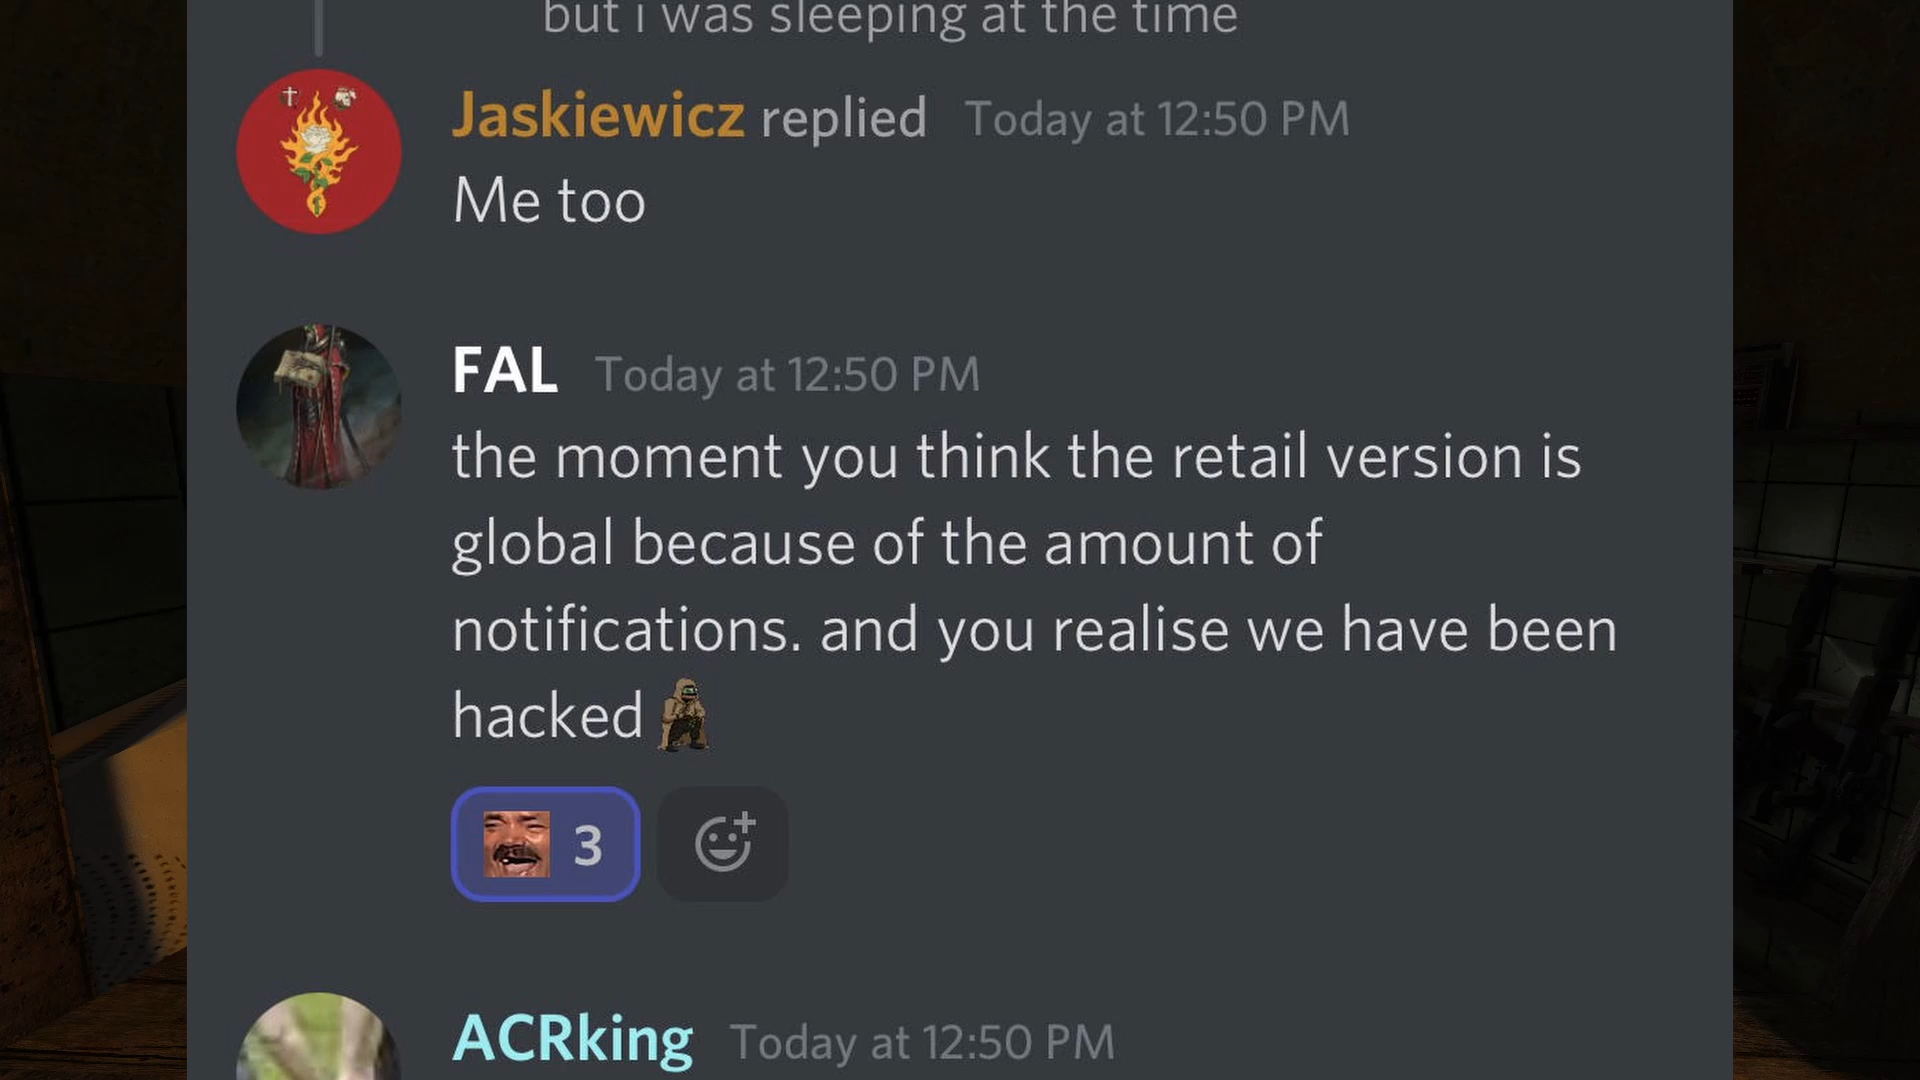 but i was sleeping at the time
Jaskiewicz replied Today at 12:50 PM
Me too
FAL Today at 12:50 PM
the moment you think the retail version is
global because of the amount of
notifications. and you realise we have been
hacked
3
ACRking Today at 12:50 PM